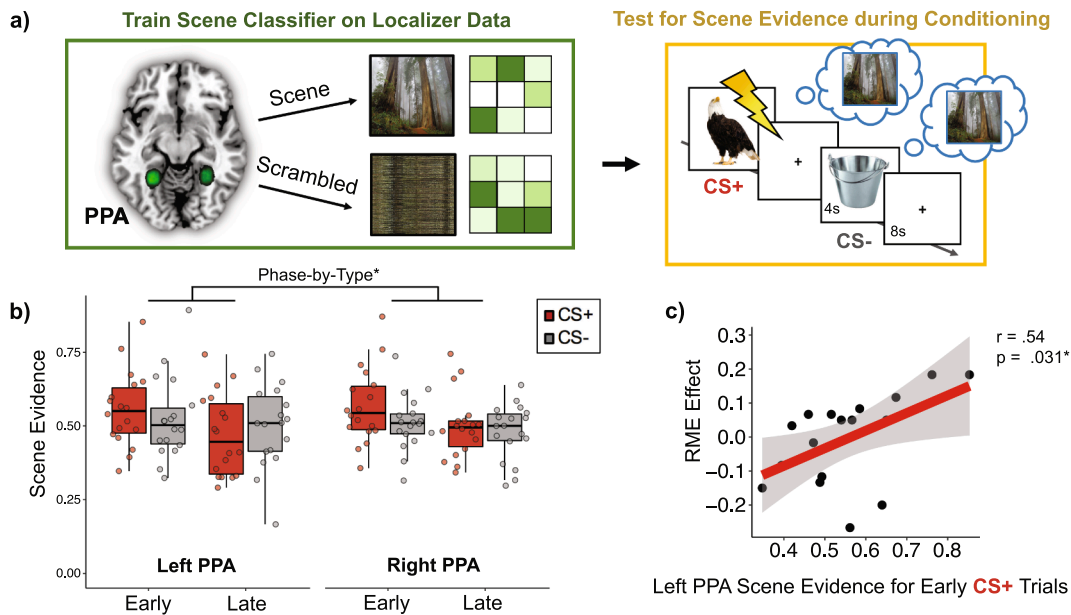 a)
Train Scene Classifier on Localizer Data
Scene
Scrambled
PPA
Test for Scene Evidence during Conditioning
CS+
+
4s
CS-
+
8s
b)
Phase-by-Type*
CS+
CS-
Scene Evidence
0.75
0.50
0.25
0.00
Left PPA
Right PPA
Early
Late
Early
Late
c)
r = .54
p = .031*
RME Effect
0.3
0.2
0.1
0.0
−0.1
−0.2
0.4
0.5
0.6
0.7
0.8
Left PPA Scene Evidence for Early CS+ Trials